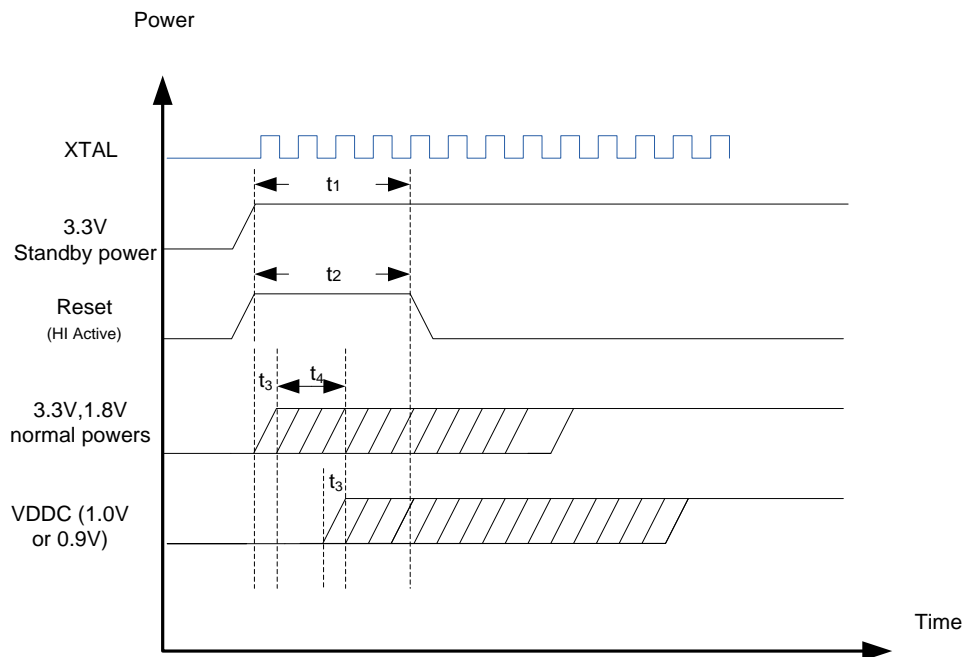 Power
XTAL
t1
3.3V
Standby power
t2
Reset
(HI Active)
t3
t4
3.3V,1.8V
normal powers
t3
VDDC (1.0V
or 0.9V)
Time